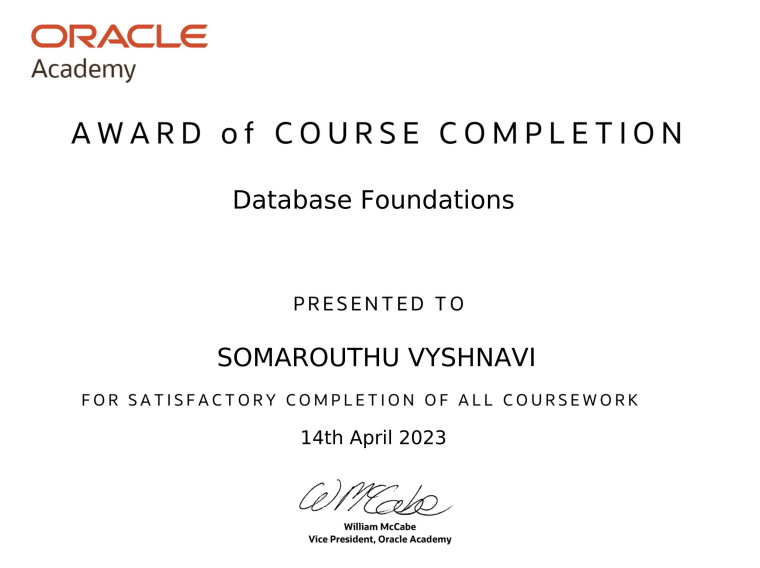 ORACLE
Academy
AWARD of COURSE COMPLETION
Database Foundations
PRESENTED TO
SOMAROUTHU VYSHNAVI
FOR SATISFACTORY COMPLETION OF ALL COURSEWORK
14th April 2023
WMcCabe
William McCabe
Vice President, Oracle Academy